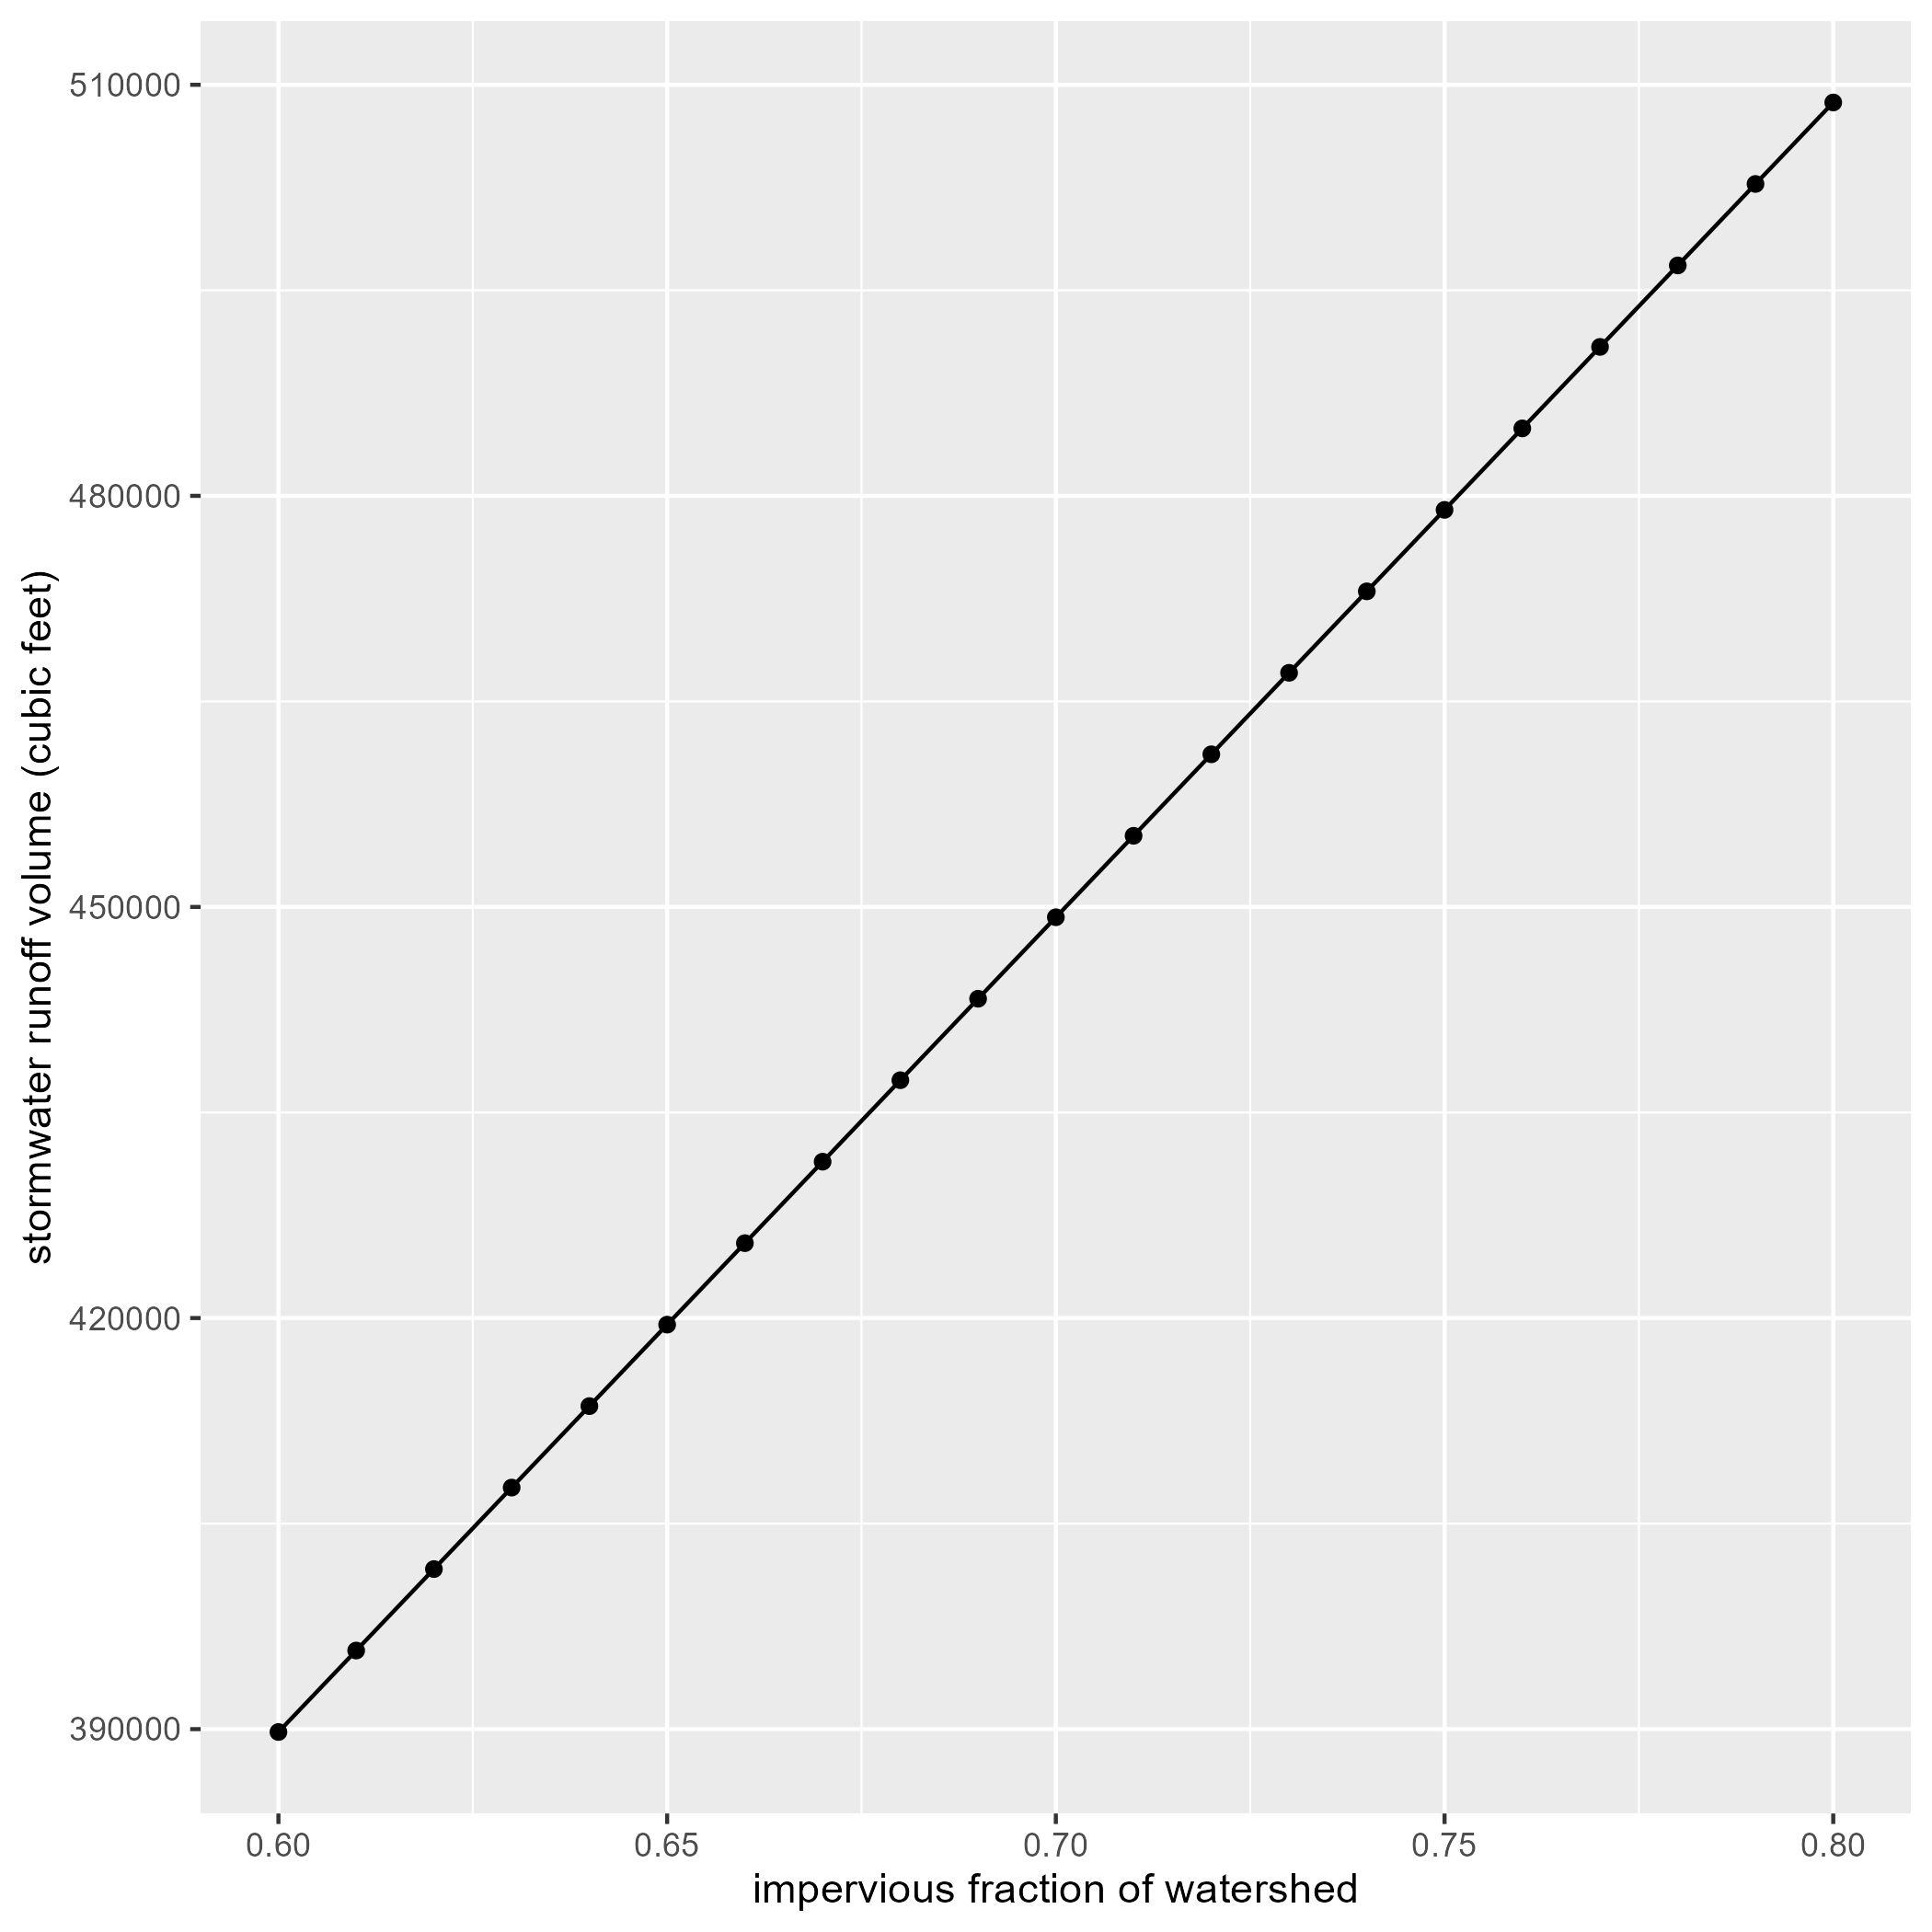 stormwater runoff volume (cubic feet)
510000
480000
450000
420000
390000
0.60 0.65 0.70 0.75 0.80
impervious fraction of watershed